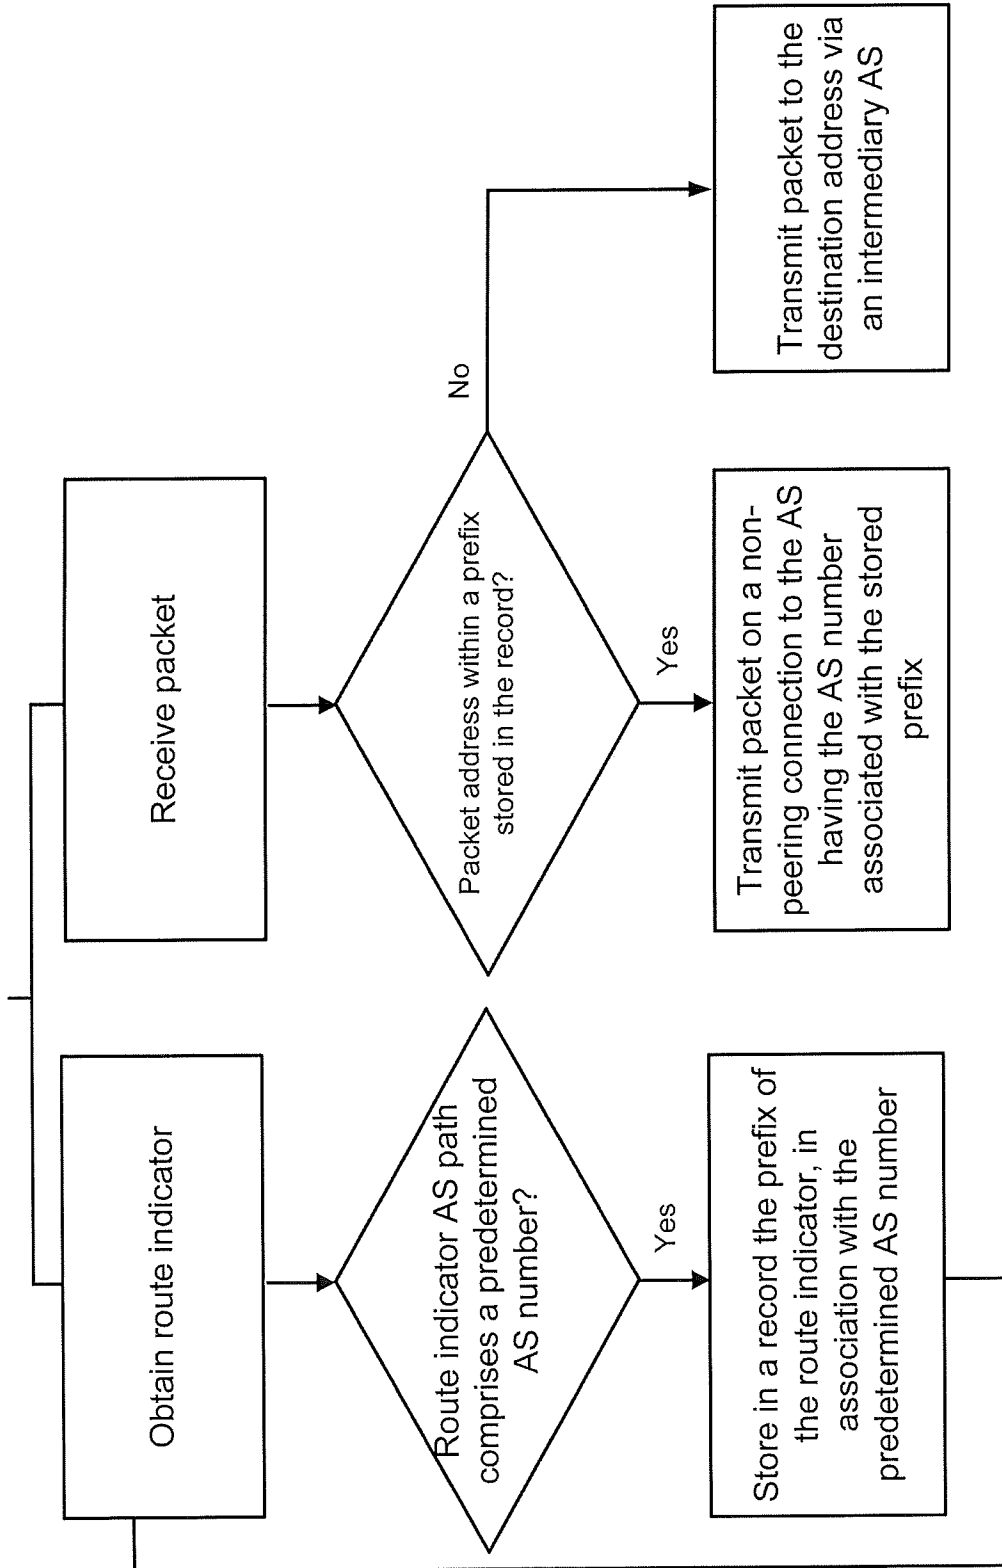 Obtain route indicator
Route indicator AS path
comprises a predetermined
AS number?
Yes
Store in a record the prefix of
the route indicator, in
association with the
predetermined AS number
Receive packet
Packet address within a prefix
stored in the record?
No
Yes
Transmit packet on a non-
peering connection to the AS
having the AS number
associated with the stored
prefix
Transmit packet to the
destination address via
an intermediary AS